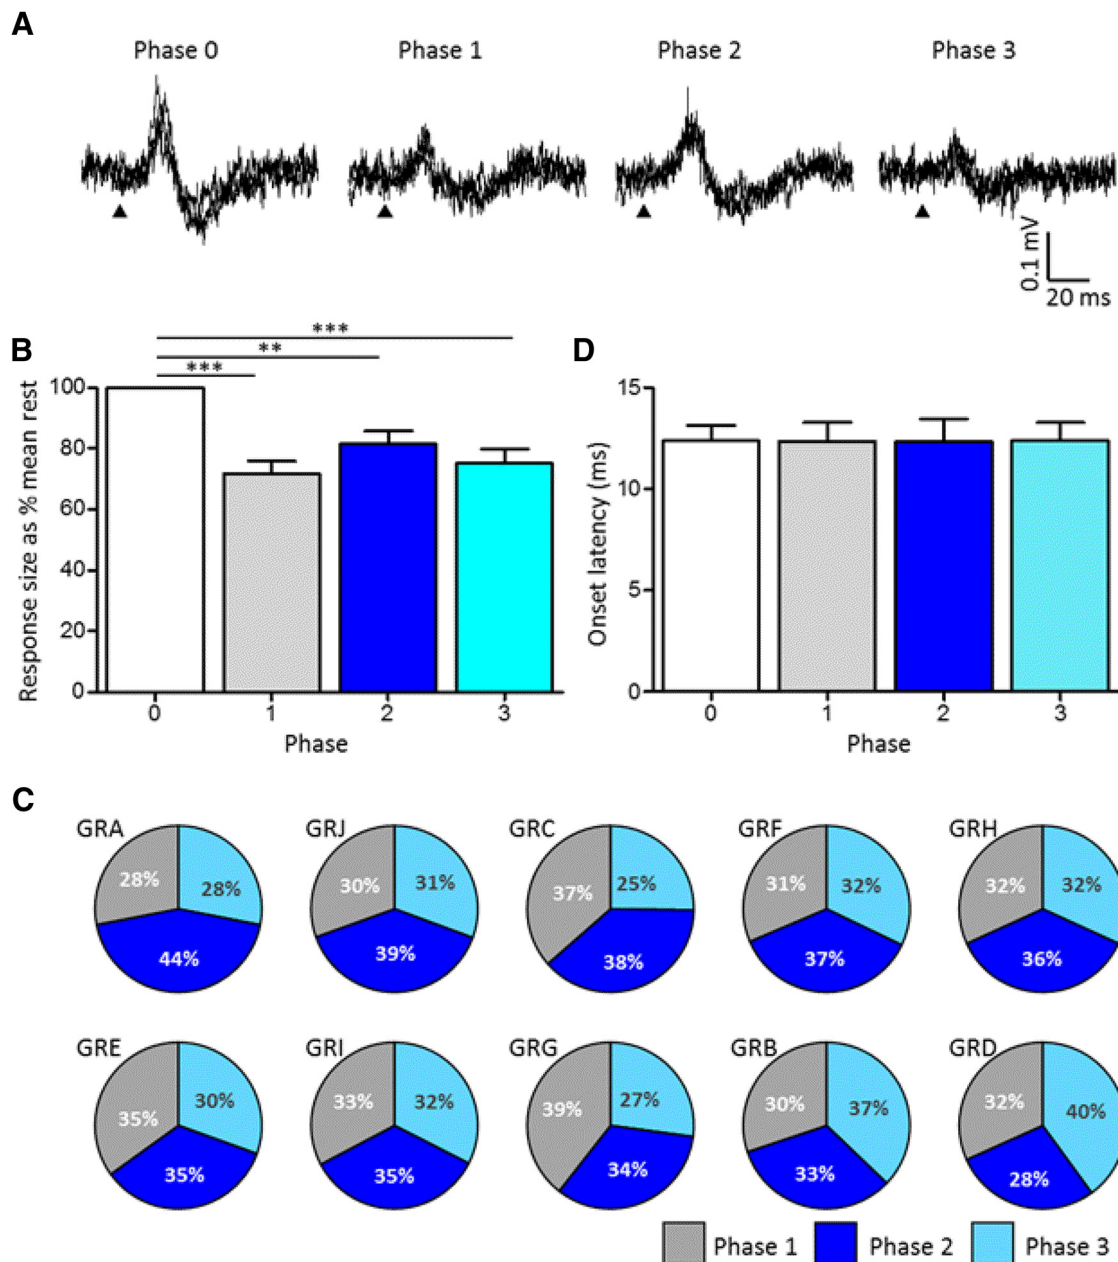 A
Phase 0 Phase 1 Phase 2 Phase 3
0.1 mV
20 ms
B
***
**
***
Response size as % mean rest
100
80
60
40
20
0
0 1 2 3
Phase
D
Onset latency (ms)
15
10
5
0
0 1 2 3
Phase
C
GRA GRJ GRC GRF GRH
28% 28% 30% 31% 37% 25% 31% 32% 32% 32%
44% 39% 38% 37% 36%
GRE GRI GRG GRB GRD
35% 30% 33% 32% 39% 27% 30% 37% 32% 40%
35% 35% 34% 33% 28%
Phase 1 Phase 2 Phase 3